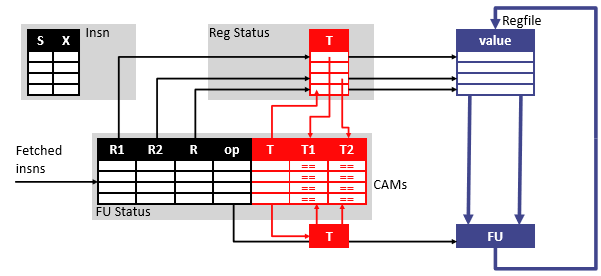 Regfile
Insn
Reg Status
S X
T
value
R1 R2 R op T T1 T2
Fetched
insns
== ==
== ==
== ==
== ==
CAMs
FU Status
T
FU